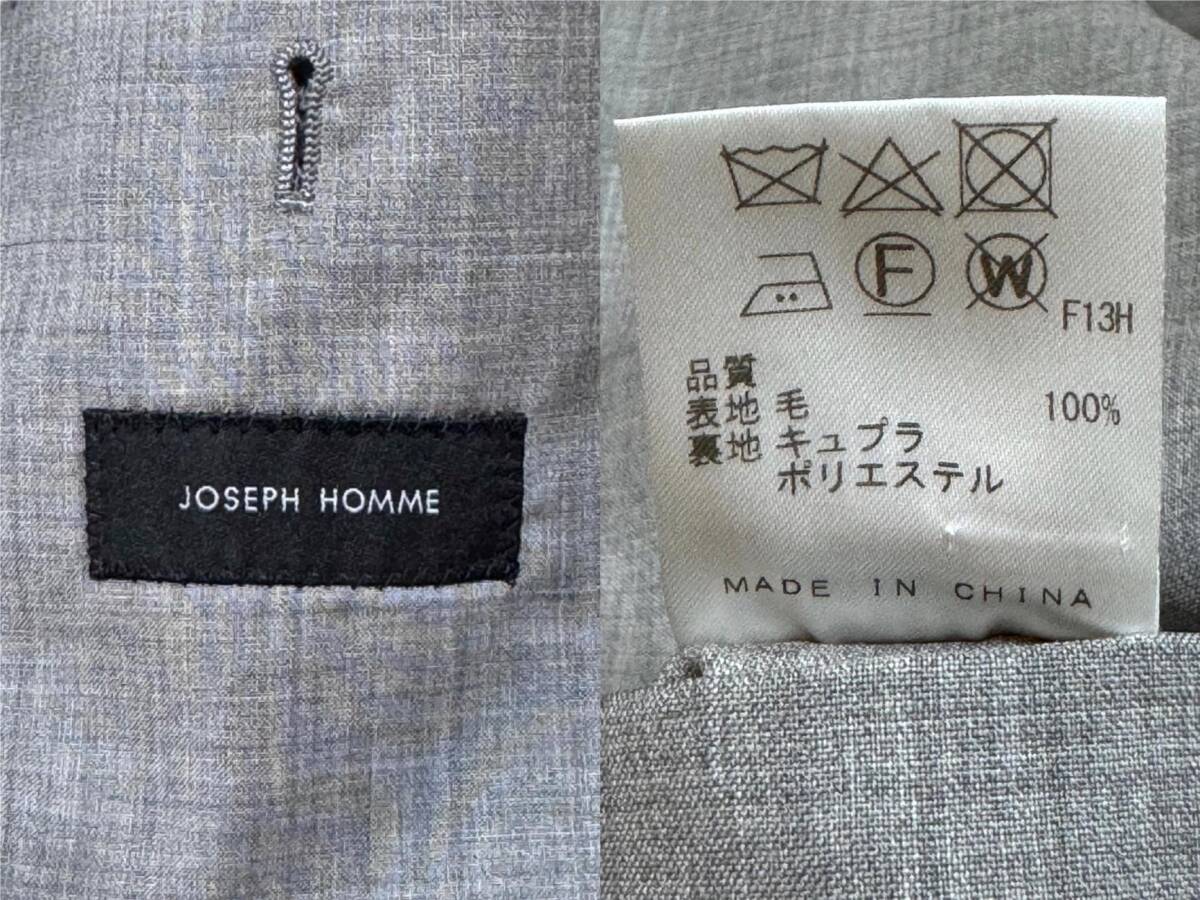 JOSEPH HOMME
F W
F13H
品質
表地 毛 100%
裏地 キュプラ
ポリエステル
MADE IN CHINA